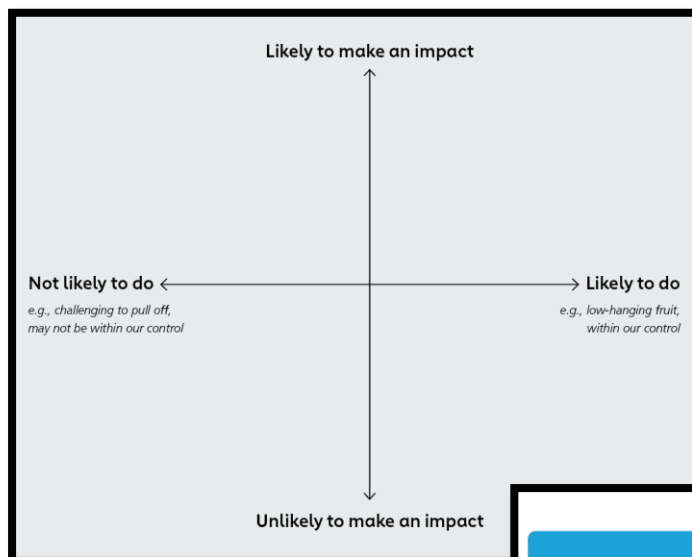 Likely to make an impact
Not likely to do
Likely to do
e.g., challenging to pull off,
may not be within our control
e.g., low-hanging fruit,
within our control
Unlikely to make an impact